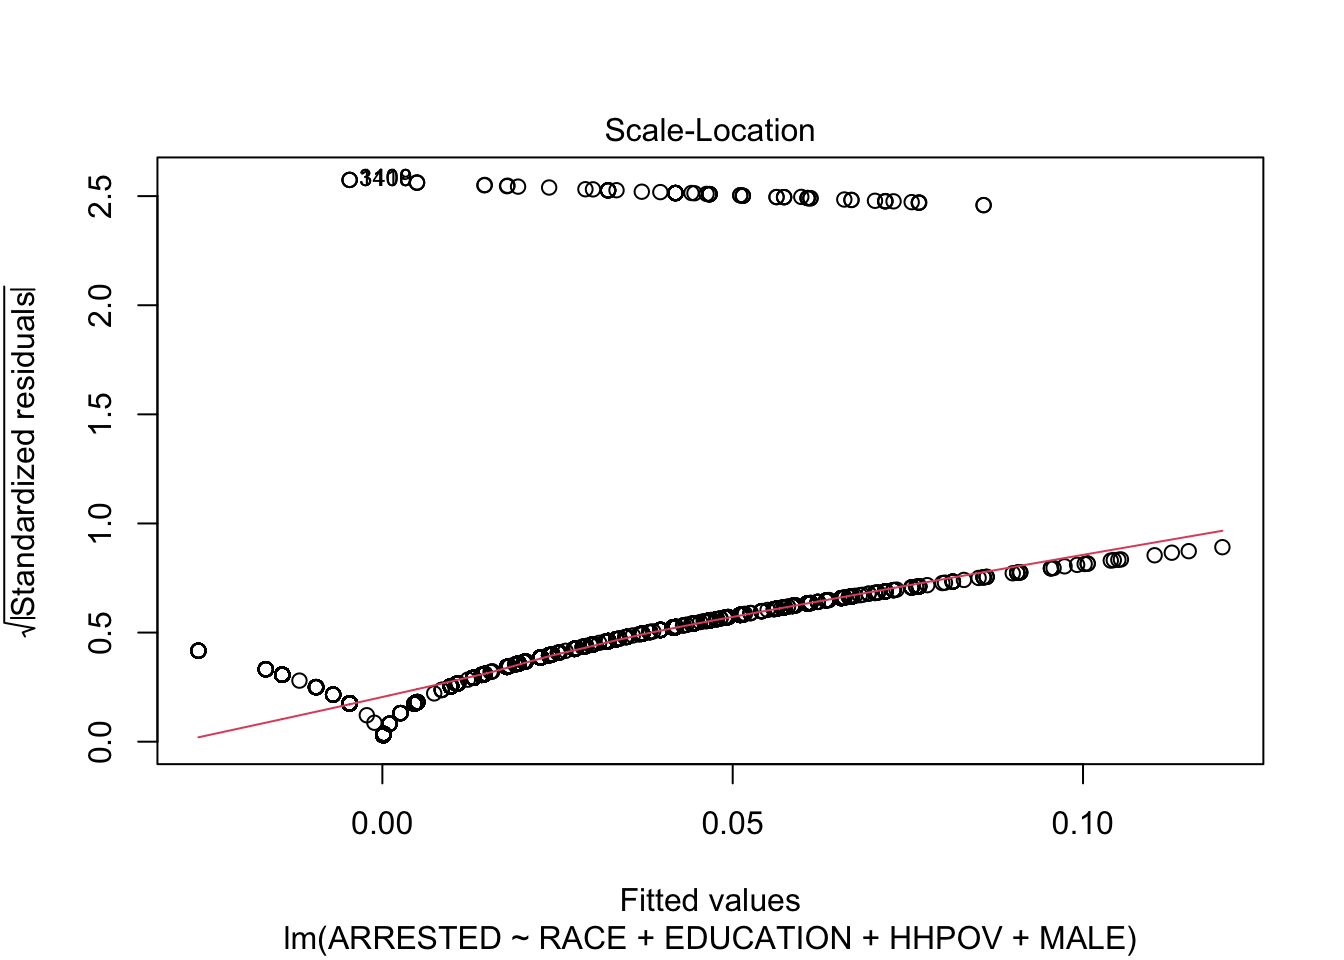 Scale-Location
√|Standardized residuals|
2.5
2.0
1.5
1.0
0.5
0.0
0.00 0.05 0.10
Fitted values
lm(ARRESTED ~ RACE + EDUCATION + HHPOV + MALE)